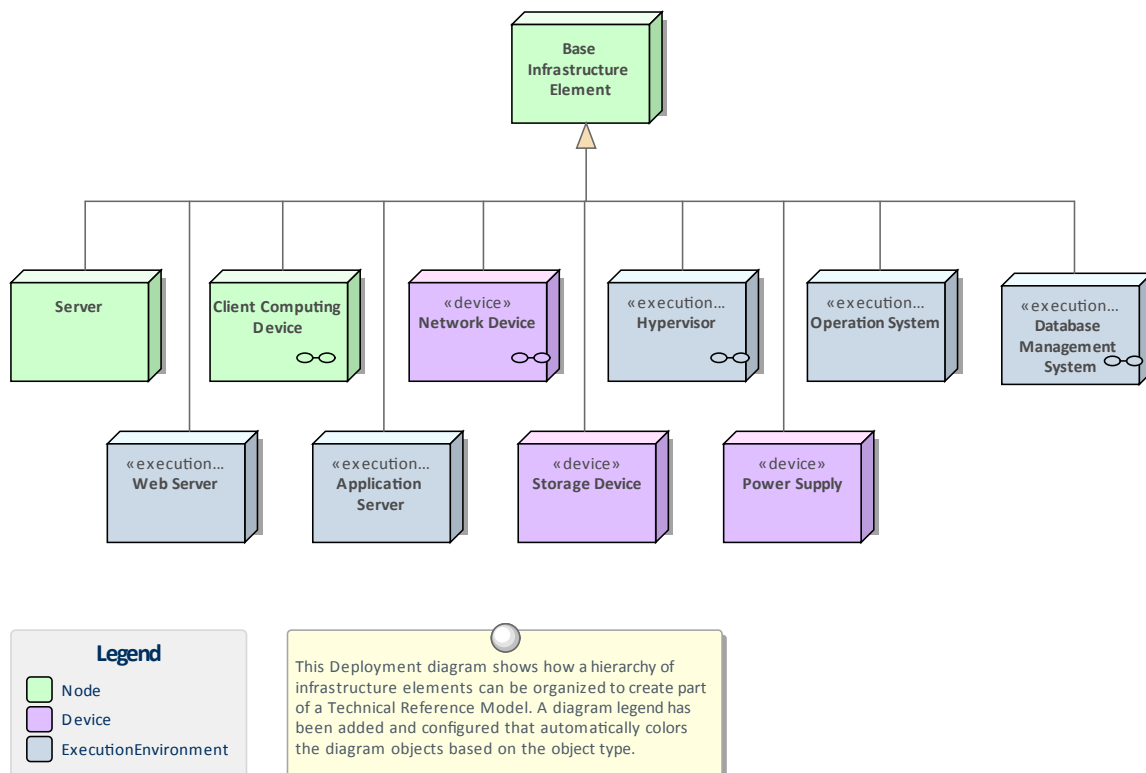 Base
Infrastructure
Element
Server
Client Computing
Device
«device»
Network Device
«execution...
Hypervisor
«execution...
Operation System
«execution...
Database
Management
System
«execution...
Web Server
«execution...
Application
Server
«device»
Storage Device
«device»
Power Supply
Legend
Node
Device
ExecutionEnvironment
This Deployment diagram shows how a hierarchy of
infrastructure elements can be organized to create part
of a Technical Reference Model. A diagram legend has
been added and configured that automatically colors
the diagram objects based on the object type.